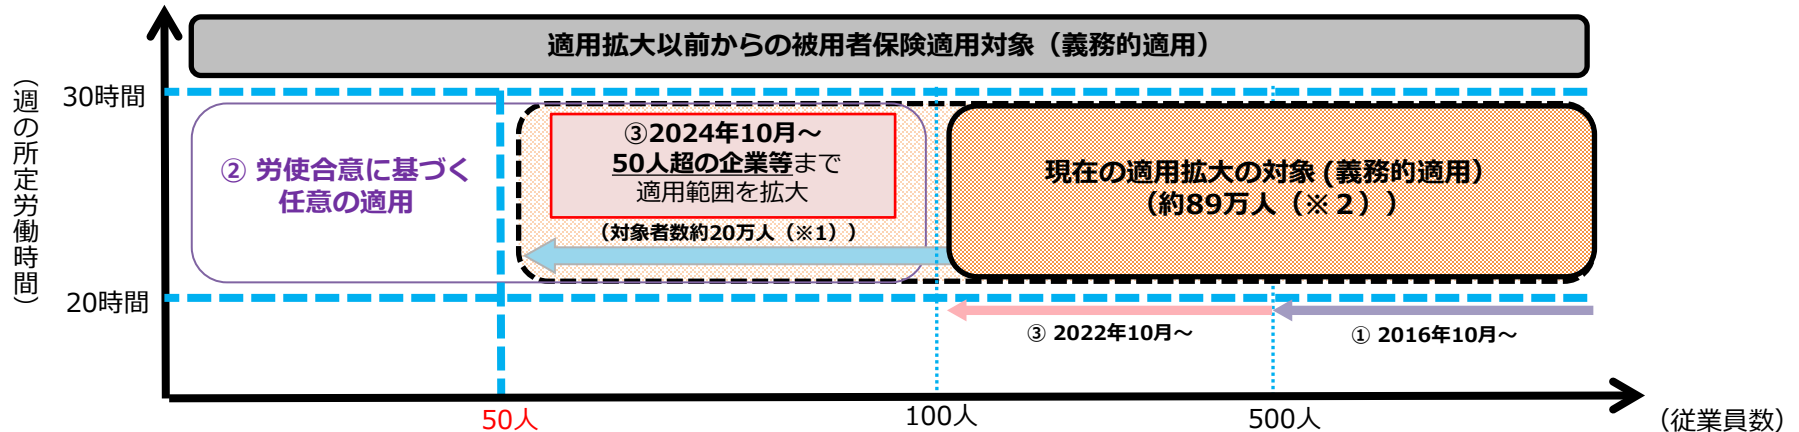 適用拡大以前からの被用者保険適用対象（義務的適用）
（週の所定労働時間）
30時間
20時間
② 労使合意に基づく
任意の適用
③2024年10月～
50人超の企業等まで
適用範囲を拡大
（対象者数約20万人（※1））
現在の適用拡大の対象 (義務的適用）
（約89万人（※２））
③ 2022年10月～
① 2016年10月～
50人
100人
500人
（従業員数）